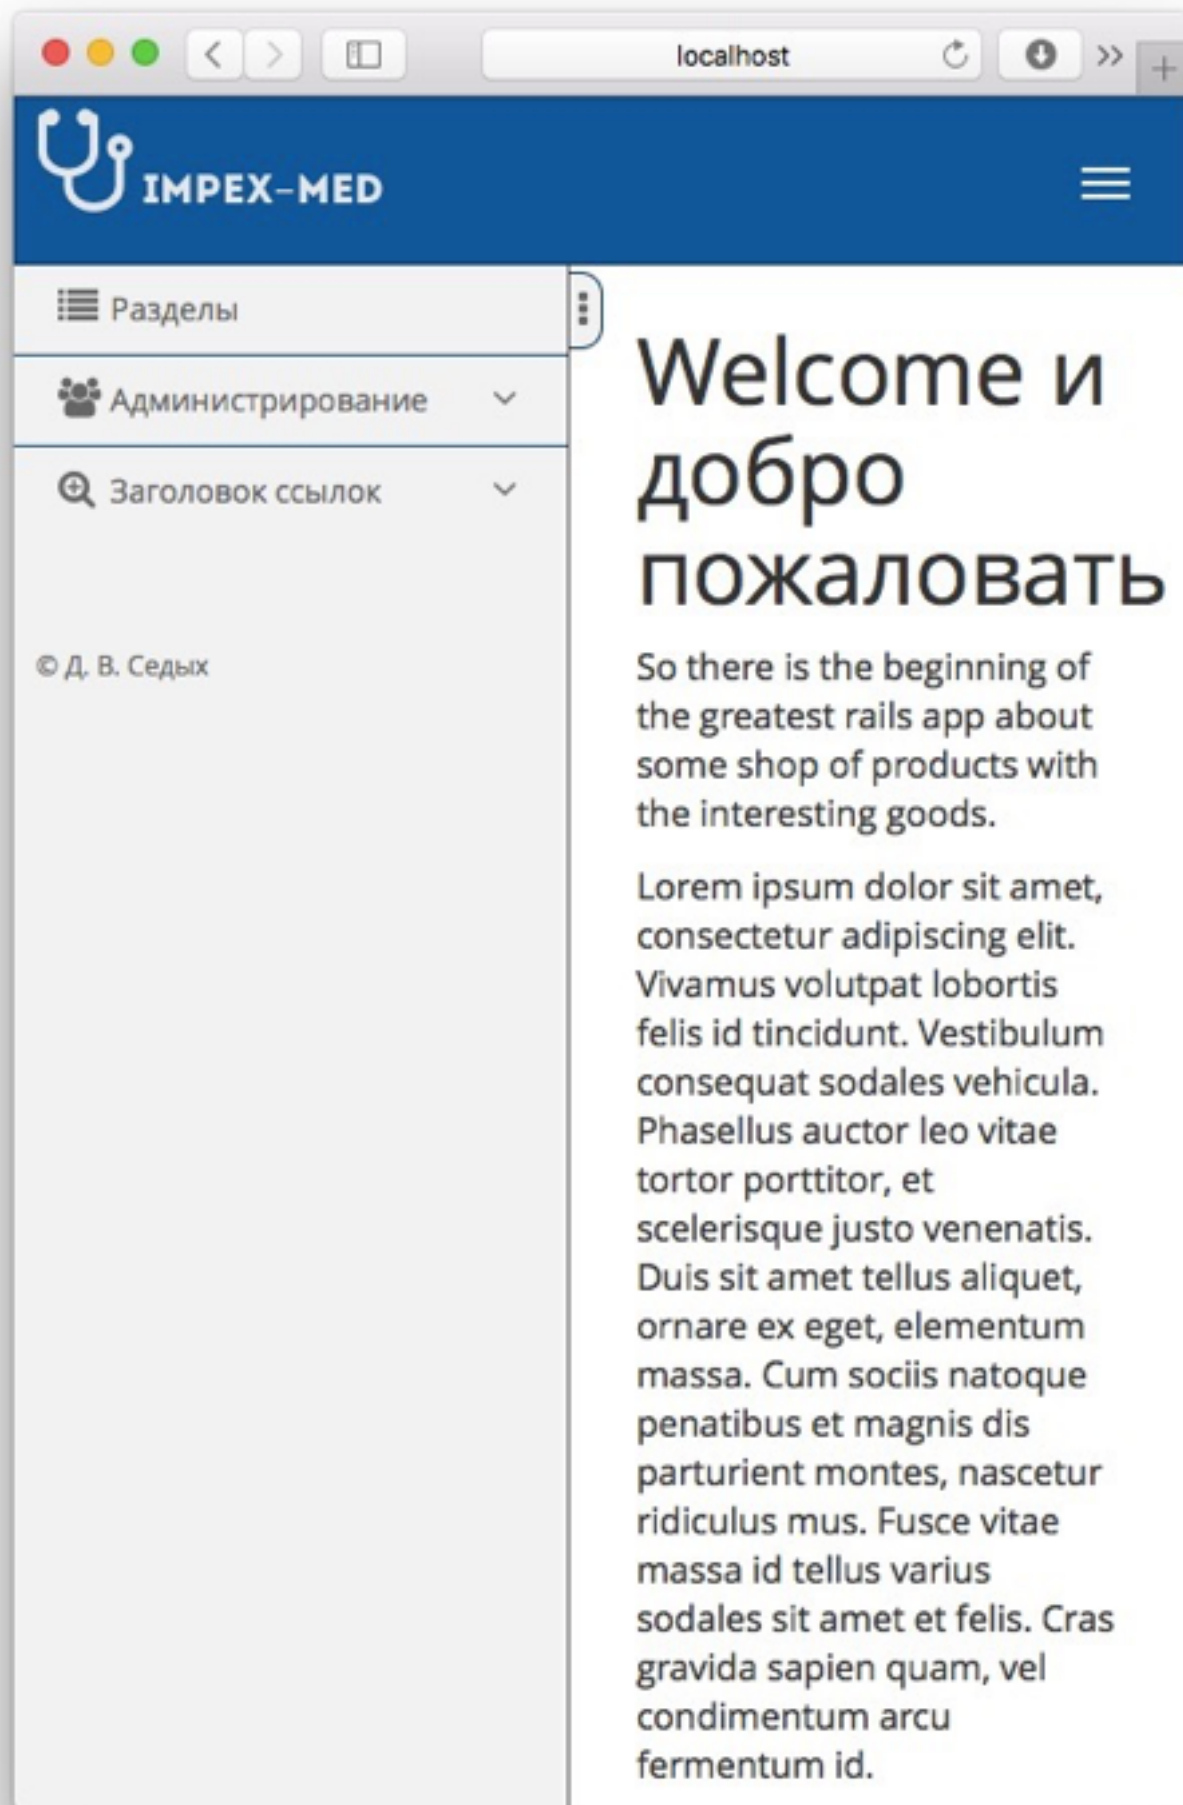 localhost
IMPEX-MED
Разделы
Администрирование
Заголовок ссылок
© Д. В. Седых
Welcome и
добро
пожаловать
So there is the beginning of
the greatest rails app about
some shop of products with
the interesting goods.
Lorem ipsum dolor sit amet,
consectetur adipiscing elit.
Vivamus volutpat lobortis
felis id tincidunt. Vestibulum
consequat sodales vehicula.
Phasellus auctor leo vitae
tortor porttitor, et
scelerisque justo venenatis.
Duis sit amet tellus aliquet,
ornare ex eget, elementum
massa. Cum sociis natoque
penatibus et magnis dis
parturient montes, nascetur
ridiculus mus. Fusce vitae
massa id tellus varius
sodales sit amet et felis. Cras
gravida sapien quam, vel
condimentum arcu
fermentum id.